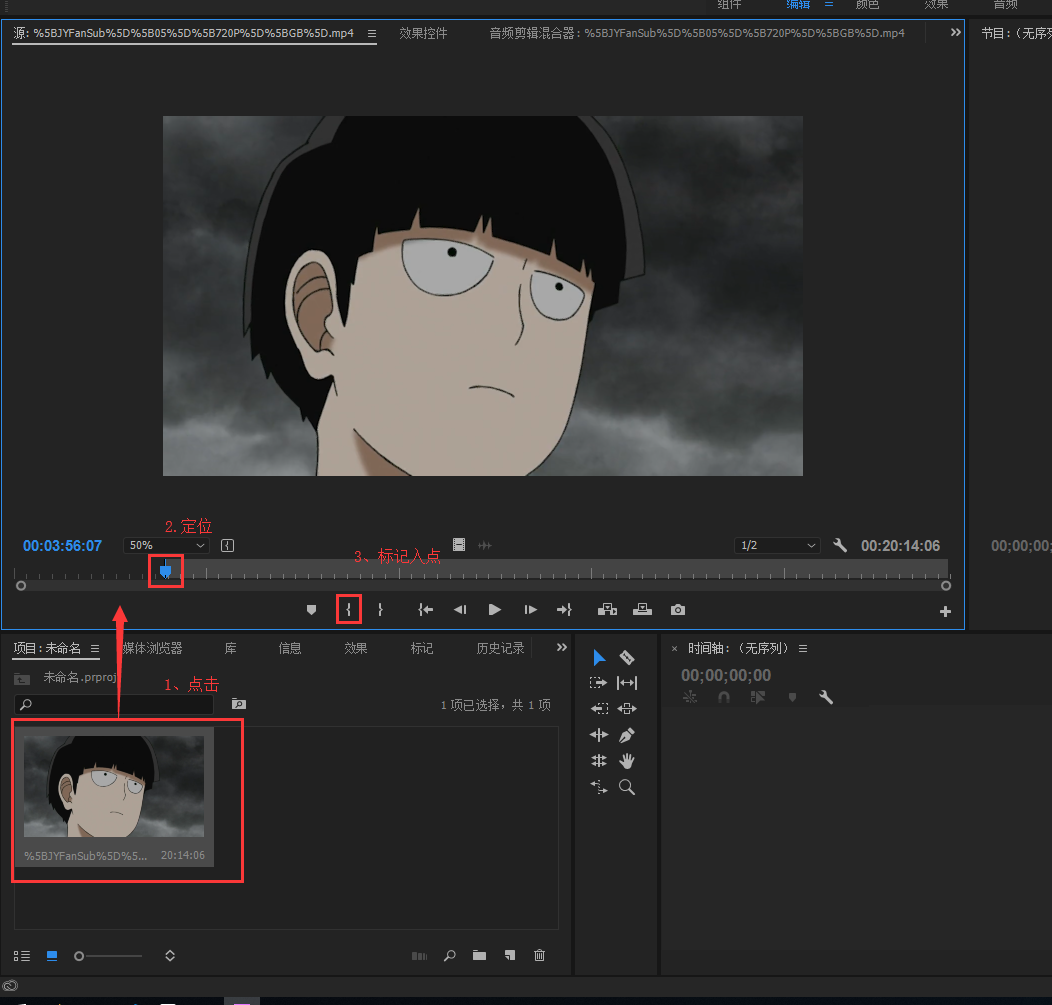 组件 编辑 颜色 效果 音频
源: %5BJYFanSub%5D%5B05%5D%5B720P%5D%5BGB%5D.mp4 效果控件 音频剪辑混合器: %5BJYFanSub%5D%5B05%5D%5B720P%5D%5BGB%5D.mp4 节目:（无序列
2.定位
00:03:56:07 50% 1/2 00:20:14:06 00;00;00;
3、标记入点
项目: 未命名 媒体浏览器 库 信息 效果 标记 历史记录 × 时间轴:（无序列）
未命名.prproj 00;00;00;00
1、点击
1 项已选择，共 1 项
%5BJYFanSub%5D%5... 20:14:06